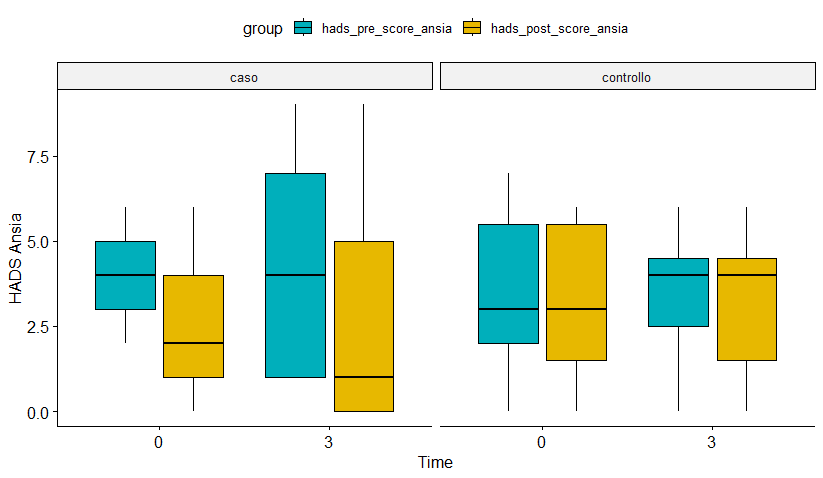 group hads_pre_score_ansia hads_post_score_ansia
caso controllo
HADS Ansia
7.5
5.0
2.5
0.0
0 3 0 3
Time